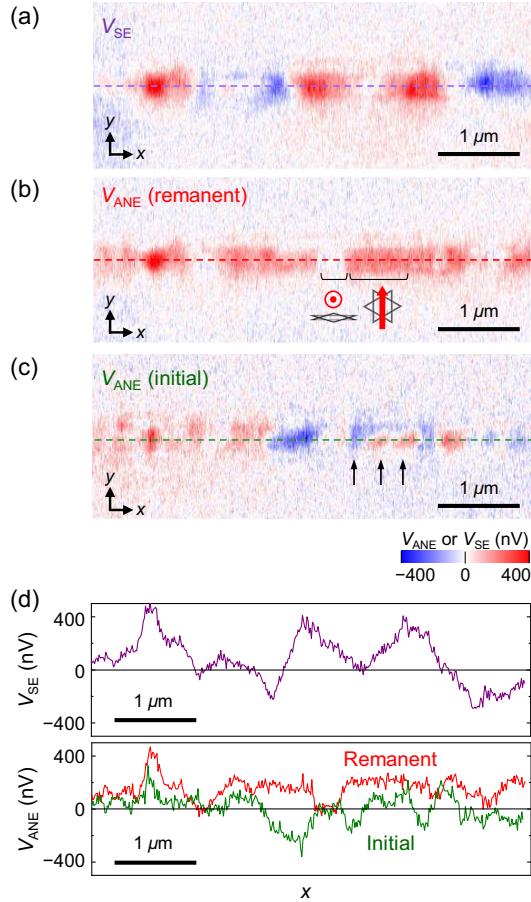 (a)
V_SE
y
x
1 µm
(b)
V_ANE (remanent)
1 µm
(c)
V_ANE (initial)
y
x
1 µm
V_ANE or V_SE (nV)
−400 0 400
(d)
400
0
−400
V_SE (nV)
1 µm
400
0
−400
V_ANE (nV)
Remanent
Initial
1 µm
x